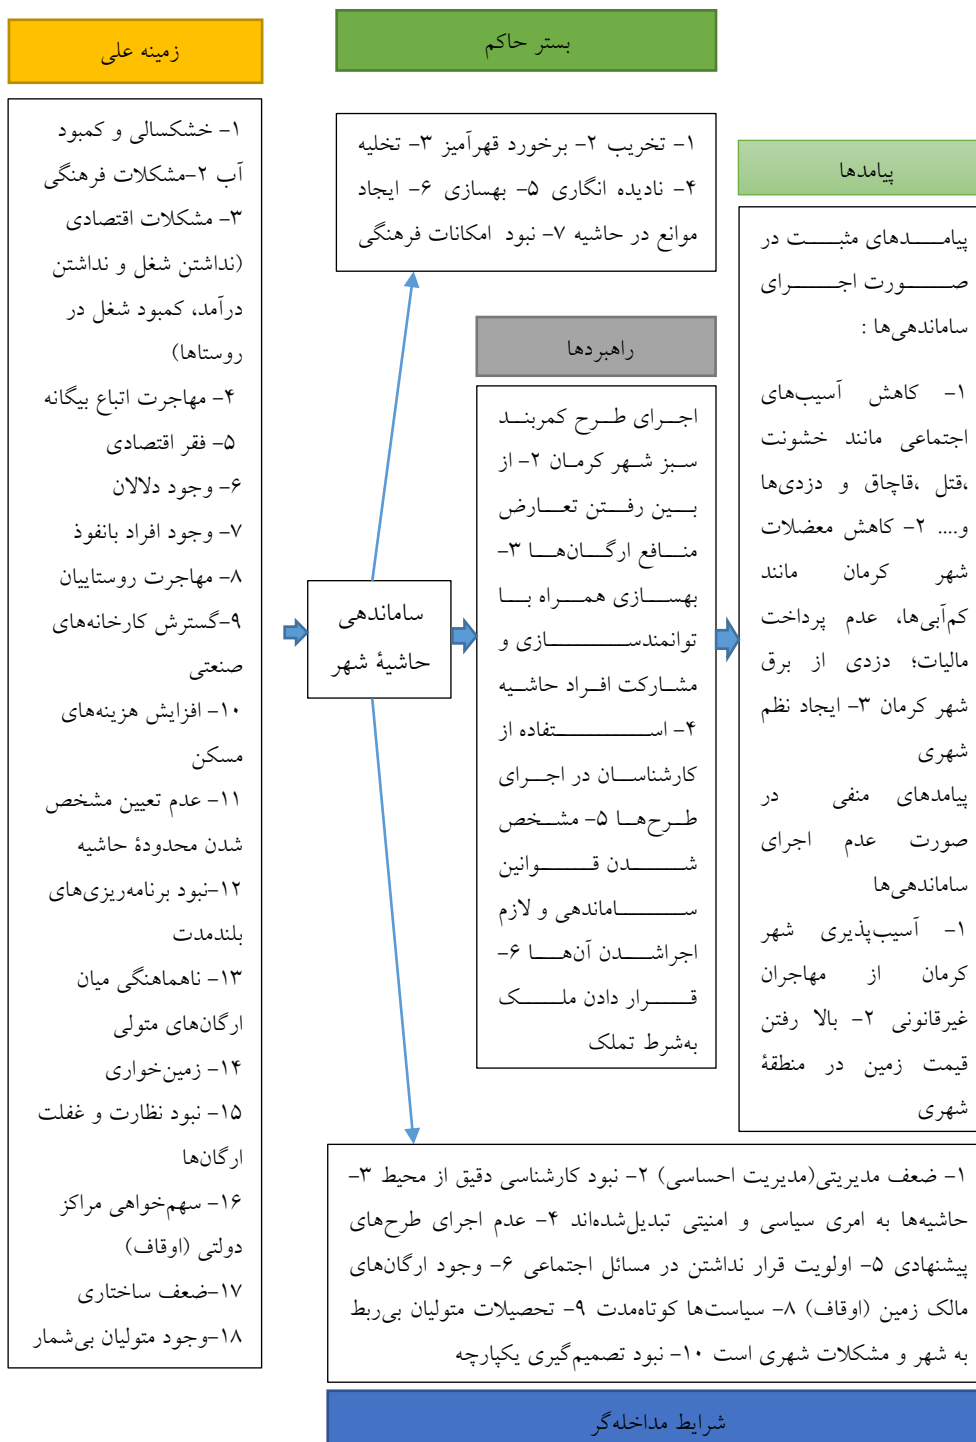 زمینه علی
۱- خشکسالی و کمبود
آب ۲-مشکلات فرهنگی
۳- مشکلات اقتصادی
(نداشتن شغل و نداشتن
درآمد، کمبود شغل در
روستاها)
۴- مهاجرت اتباع بیگانه
۵- فقر اقتصادی
۶- وجود دلالان
۷- وجود افراد بانفوذ
۸- مهاجرت روستاییان
۹-گسترش کارخانه‌های
صنعتی
۱۰- افزایش هزینه‌های
مسکن
۱۱- عدم تعیین مشخص
شدن محدودهٔ حاشیه
۱۲-نبود برنامه‌ریزی‌های
بلندمدت
۱۳- ناهماهنگی میان
ارگان‌های متولی
۱۴- زمین‌خواری
۱۵- نبود نظارت و غفلت
ارگان‌ها
۱۶- سهم‌خواهی مراکز
دولتی (اوقاف)
۱۷-ضعف ساختاری
۱۸-وجود متولیان بی‌شمار
بستر حاکم
۱- تخریب ۲- برخورد قهرآمیز ۳- تخلیه
۴- نادیده انگاری ۵- بهسازی ۶- ایجاد
موانع در حاشیه ۷- نبود امکانات فرهنگی
ساماندهی
حاشیهٔ شهر
راهبردها
اجرای طرح کمربند
سبز شهر کرمان ۲- از
بین رفتن تعارض
منافع ارگان‌ها ۳-
بهسازی همراه با
توانمندسازی و
مشارکت افراد حاشیه
۴- استفاده از
کارشناسان در اجرای
طرح‌ها ۵- مشخص
شدن قوانین
ساماندهی و لازم
اجراشدن آن‌ها ۶-
قرار دادن ملک
به‌شرط تملک
پیامدها
پیامدهای مثبت در
صورت اجرای
ساماندهی‌ها :
۱- کاهش آسیب‌های
اجتماعی مانند خشونت
،قتل ،قاچاق و دزدی‌ها
و.... ۲- کاهش معضلات
شهر کرمان مانند
کم‌آبی‌ها، عدم پرداخت
مالیات؛ دزدی از برق
شهر کرمان ۳- ایجاد نظم
شهری
پیامدهای منفی در
صورت عدم اجرای
ساماندهی‌ها
۱- آسیب‌پذیری شهر
کرمان از مهاجران
غیرقانونی ۲- بالا رفتن
قیمت زمین در منطقهٔ
شهری
۱- ضعف مدیریتی(مدیریت احساسی) ۲- نبود کارشناسی دقیق از محیط ۳-
حاشیه‌ها به امری سیاسی و امنیتی تبدیل‌شده‌اند ۴- عدم اجرای طرح‌های
پیشنهادی ۵- اولویت قرار نداشتن در مسائل اجتماعی ۶- وجود ارگان‌های
مالک زمین (اوقاف) ۸- سیاست‌ها کوتاه‌مدت ۹- تحصیلات متولیان بی‌ربط
به شهر و مشکلات شهری است ۱۰- نبود تصمیم‌گیری یکپارچه
شرایط مداخله‌گر